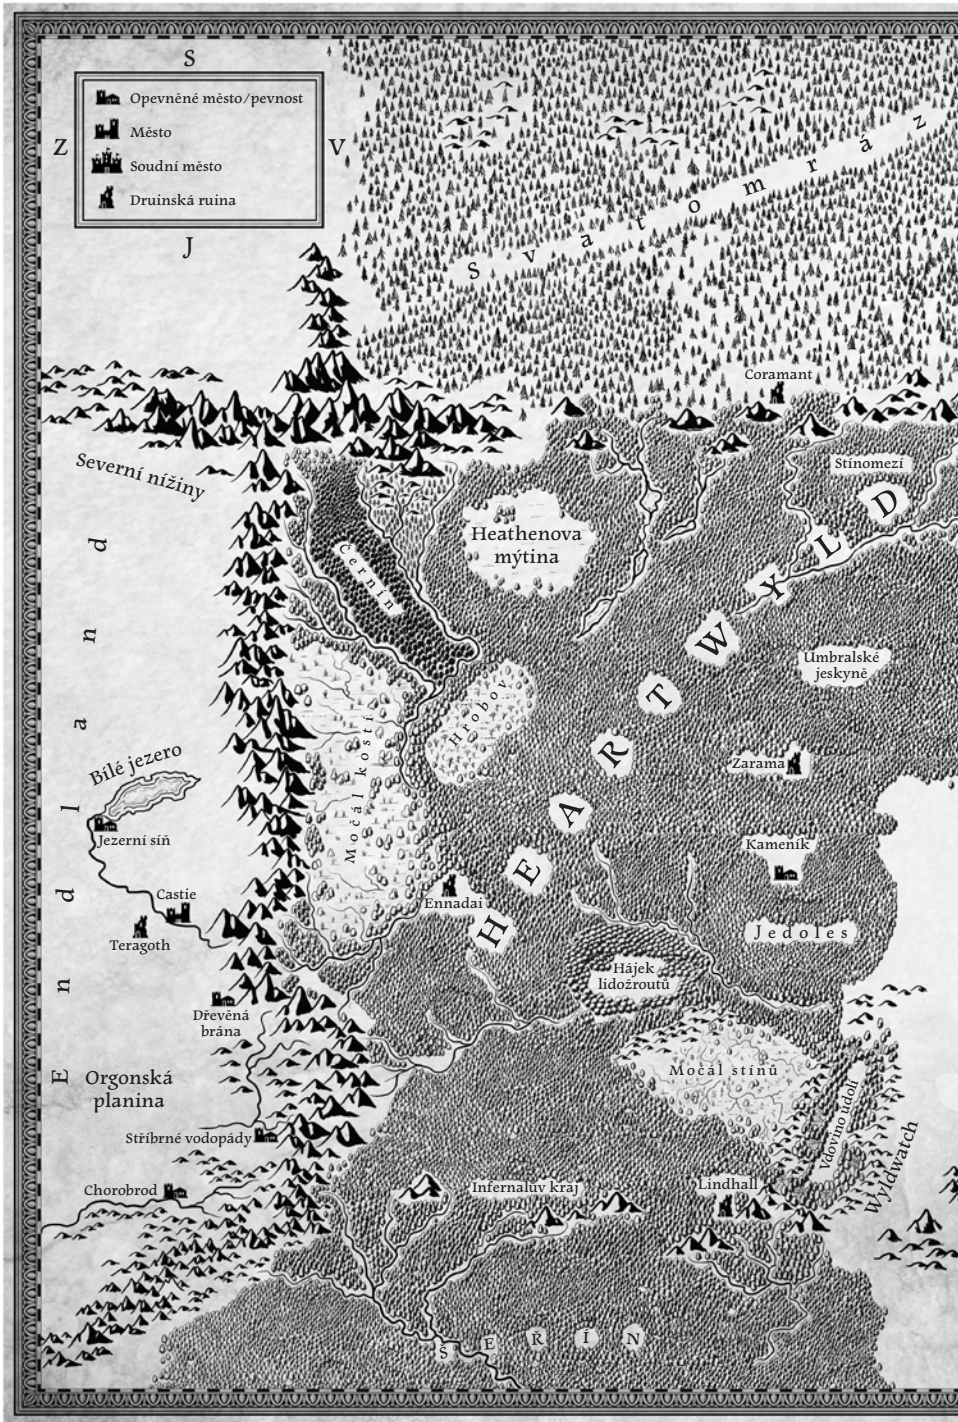 S
Z
V
J
Opevněné město/pevnost
Město
Soudní město
Druinská ruina
Svatomráz
Coramant
Severní nížiny
Stínomezí
Černín
Heathenova
mýtina
HEARTWYLD
Umbralské
jeskyně
Hrobov
Močál kostí
Zarama
Bílé jezero
Jezerní síň
Kameník
Castie
Teragoth
Ennadai
Jedoles
Hájek
lidožroutů
Dřevěná
brána
Endland
Orgonská
planina
Močál stínů
Stříbrné vodopády
Vdovino údolí
Wyldwatch
Chorobrod
Infernaluv kraj
Lindhall
ŠEŘÍN